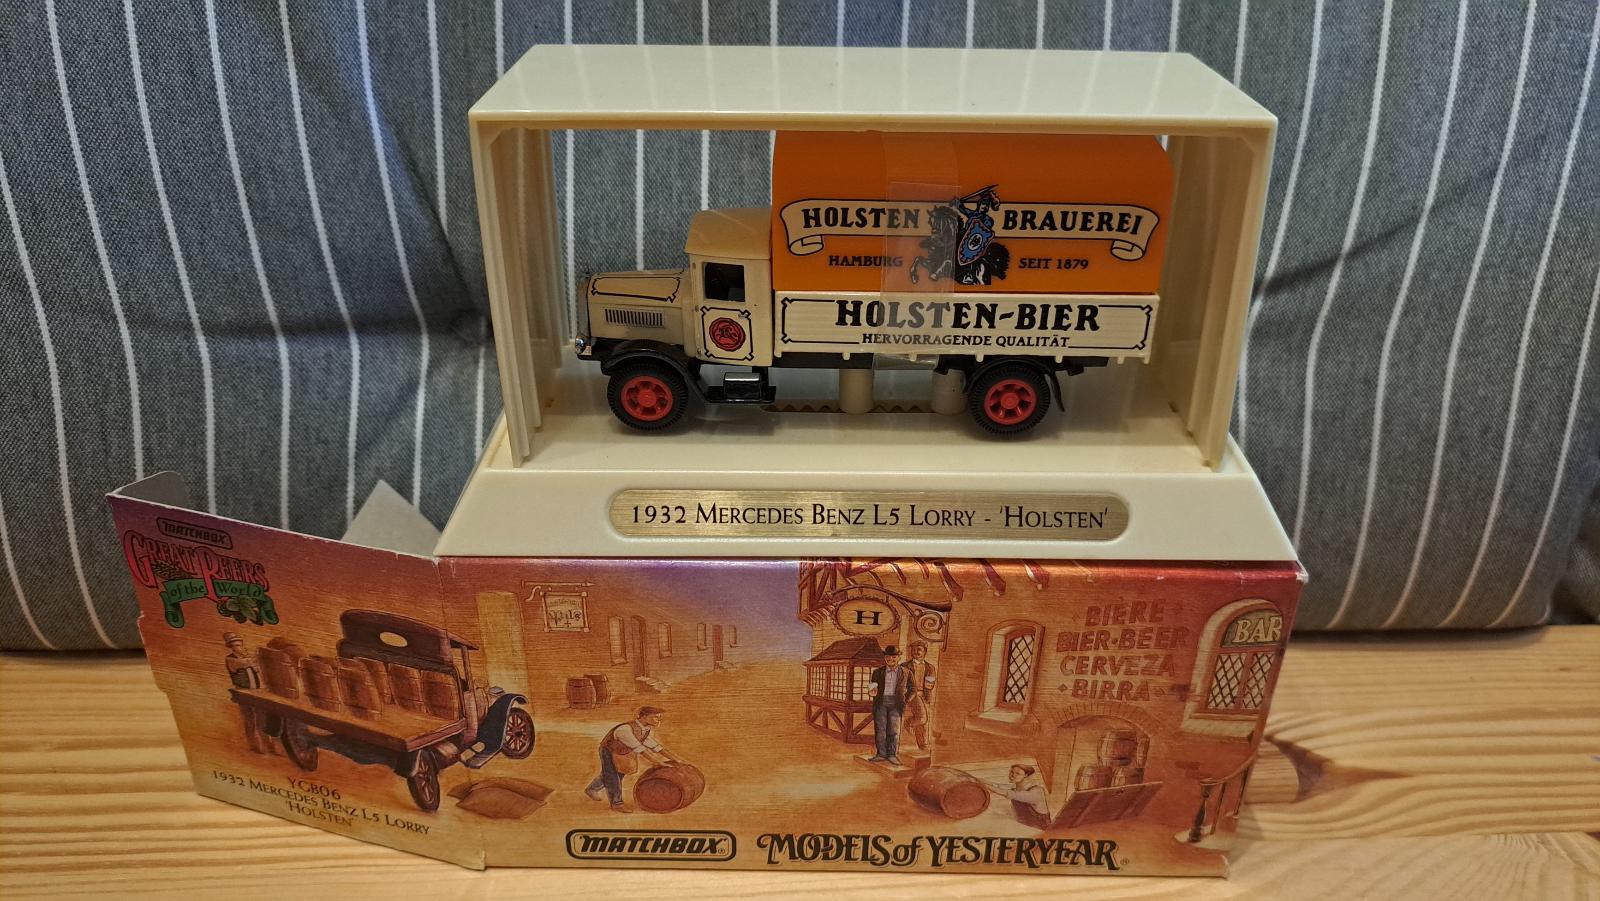 HOLSTEN BRAUEREI
HAMBURG SEIT 1879
HOLSTEN-BIER
HERVORRAGENDE QUALITÄT
1932 MERCEDES BENZ L5 LORRY - 'HOLSTEN'
MATCHBOX
GREAT BEERS
of the World
YGB06
1932 MERCEDES BENZ L5 LORRY
'HOLSTEN'
H
BIÈRE
BIER·BEER
CERVEZA
·BIRRA·
BAR
MATCHBOX®
MODELS of YESTERYEAR®